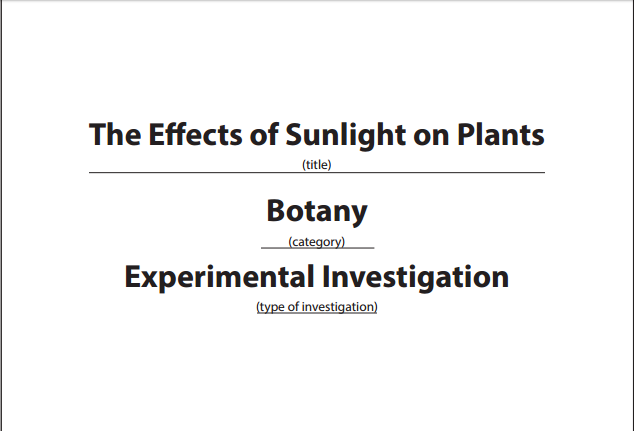 The Effects of Sunlight on Plants
(title)
Botany
(category)
Experimental Investigation
(type of investigation)